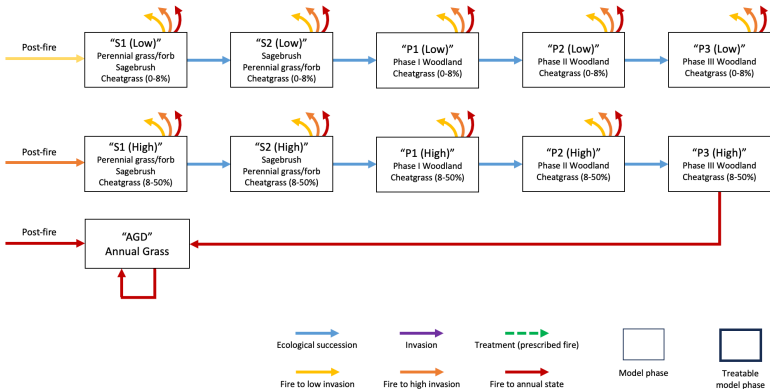 Post-fire
"S1 (Low)"
Perennial grass/forb
Sagebrush
Cheatgrass (0-8%)
"S2 (Low)"
Sagebrush
Perennial grass/forb
Cheatgrass (0-8%)
"P1 (Low)"
Phase I Woodland
Cheatgrass (0-8%)
"P2 (Low)"
Phase II Woodland
Cheatgrass (0-8%)
"P3 (Low)"
Phase III Woodland
Cheatgrass (0-8%)
Post-fire
"S1 (High)"
Perennial grass/forb
Sagebrush
Cheatgrass (8-50%)
"S2 (High)"
Sagebrush
Perennial grass/forb
Cheatgrass (8-50%)
"P1 (High)"
Phase I Woodland
Cheatgrass (8-50%)
"P2 (High)"
Phase II Woodland
Cheatgrass (8-50%)
"P3 (High)"
Phase III Woodland
Cheatgrass (8-50%)
Post-fire
"AGD"
Annual Grass
Ecological succession
Invasion
Treatment (prescribed fire)
Model phase
Treatable
model phase
Fire to low invasion
Fire to high invasion
Fire to annual state